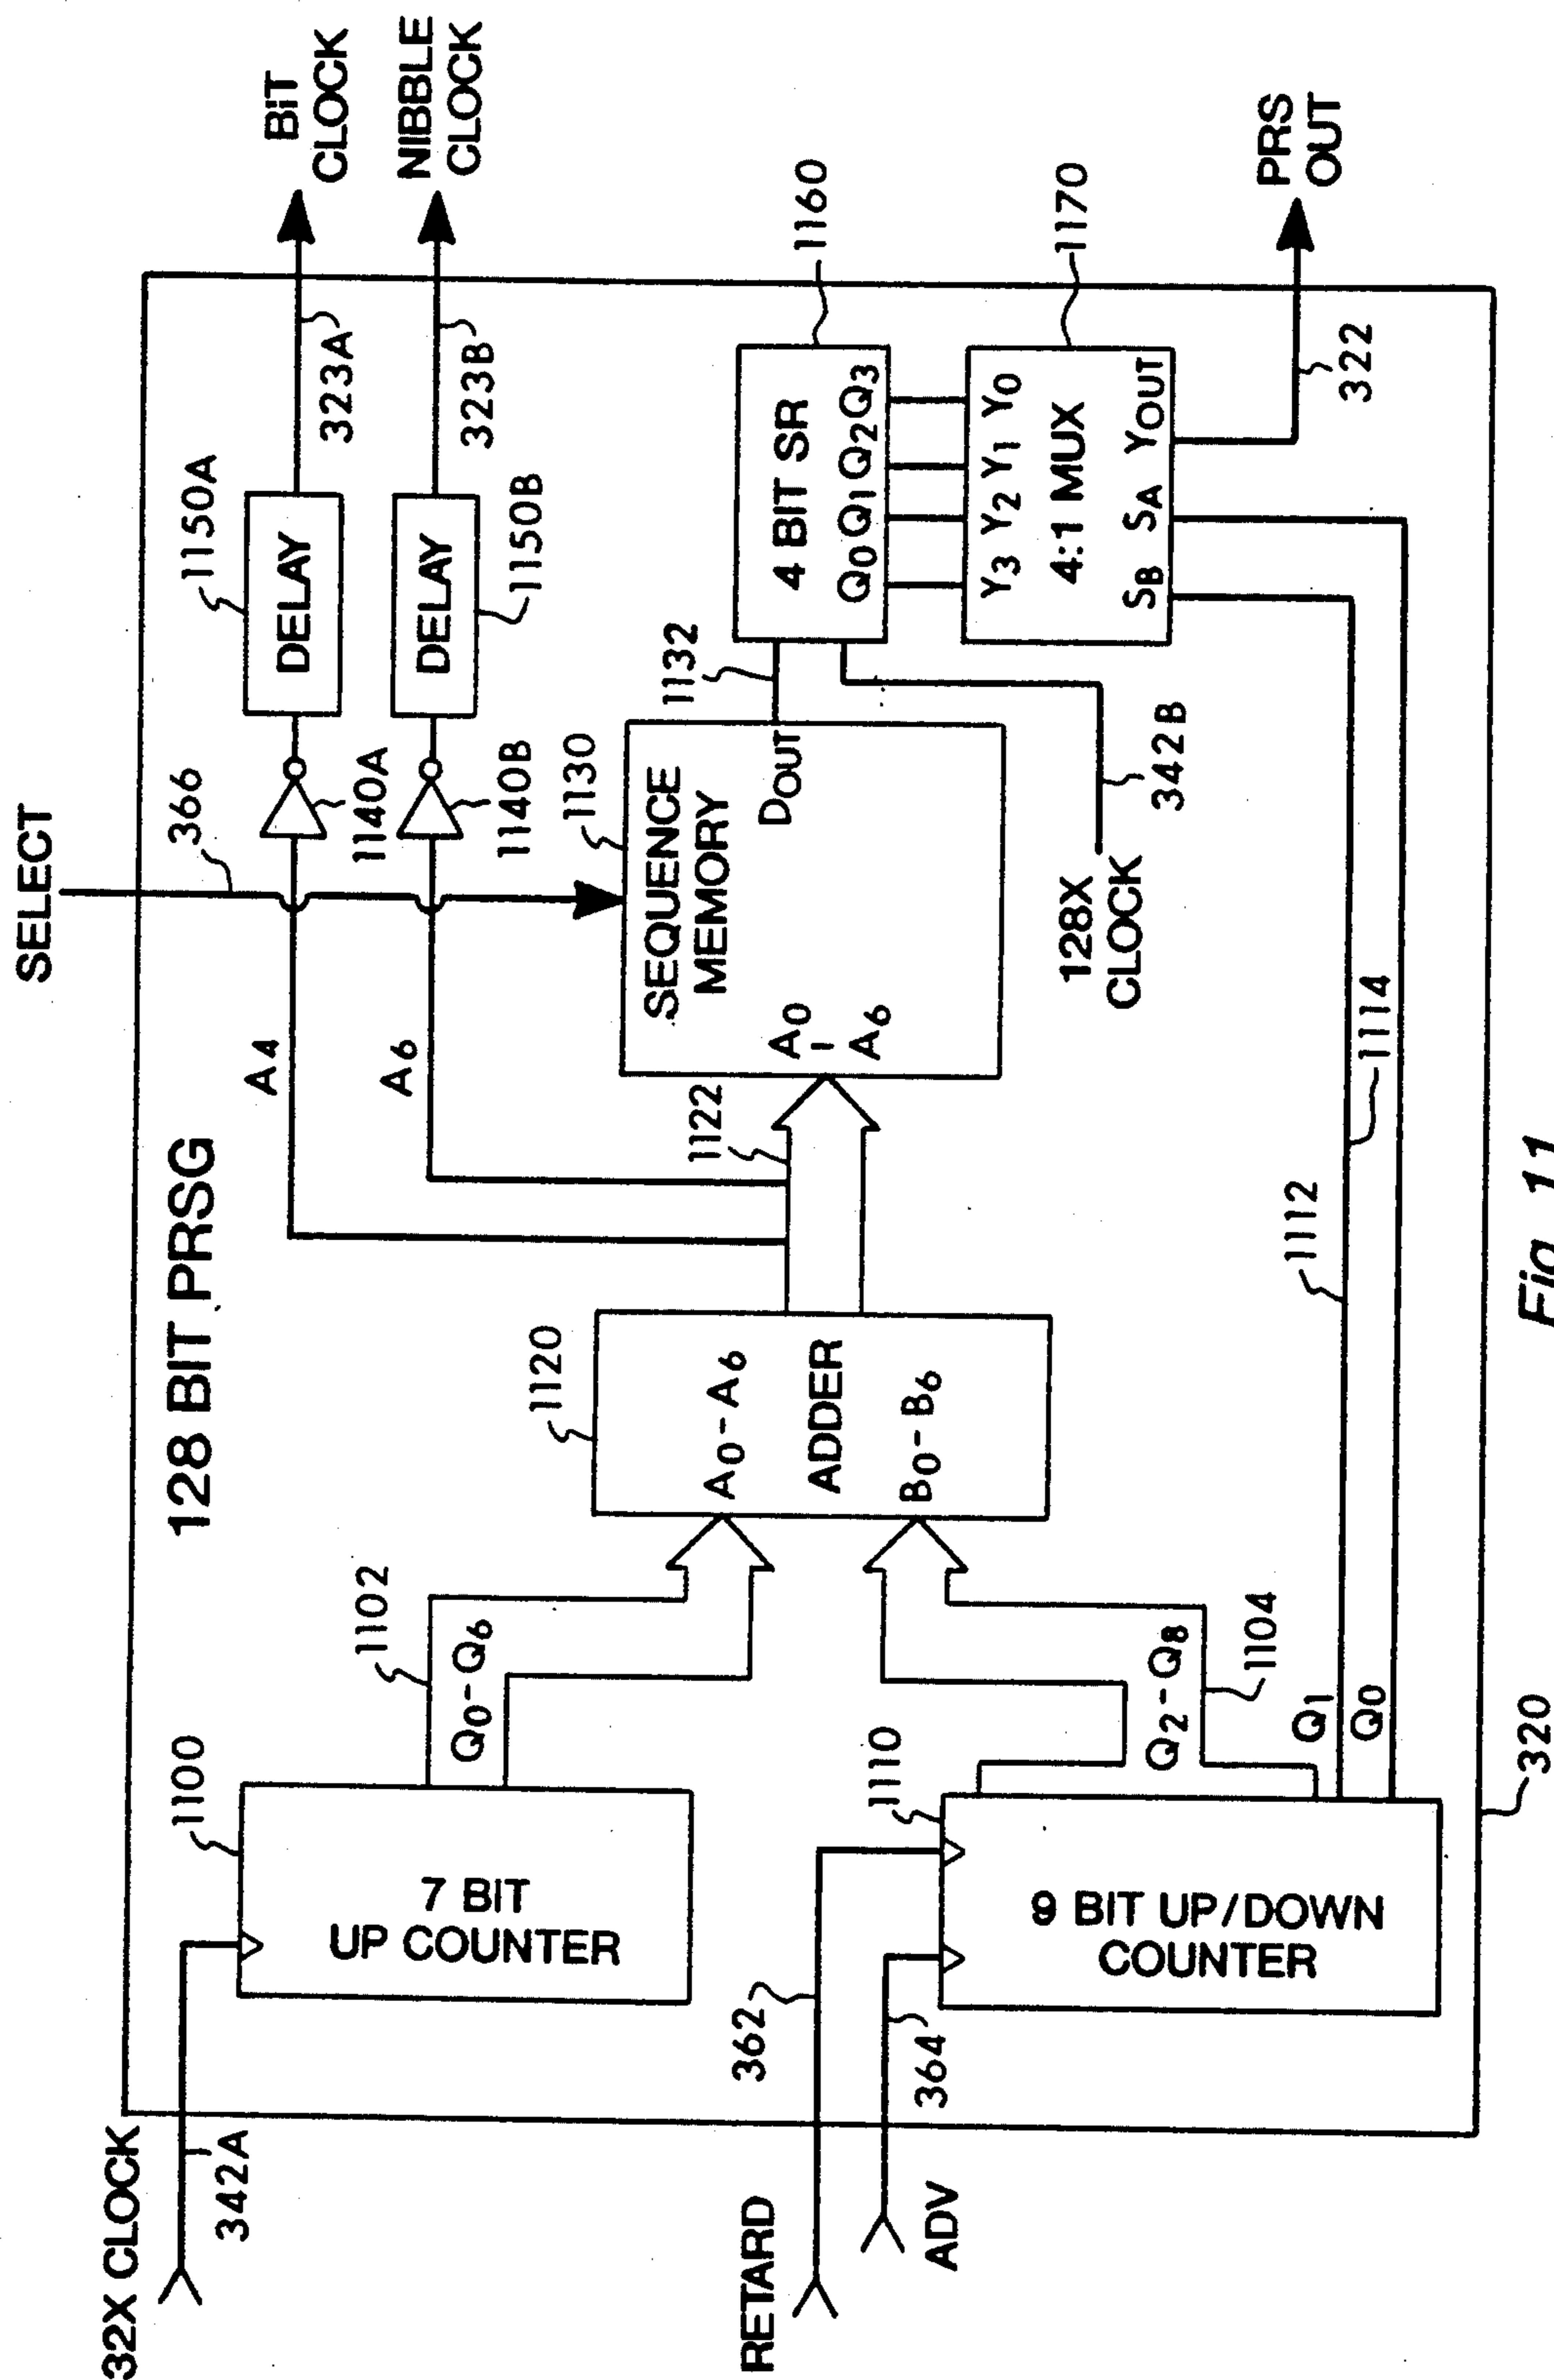 SELECT
366
128 BIT PRSG
32X CLOCK
342A
1100
7 BIT
UP COUNTER
1102
Q0-Q6
1120
A0-A6
ADDER
B0-B6
1122
A4
A6
1140A
1140B
1150A
DELAY
DELAY
1150B
323A
323B
BIT
CLOCK
NIBBLE
CLOCK
1130
SEQUENCE
MEMORY
A0
A6
DOUT
1132
4 BIT SR
Q0 Q1 Q2 Q3
1160
Y3 Y2 Y1 Y0
4:1 MUX
SB SA YOUT
1170
PRS
OUT
322
128X
CLOCK
342B
RETARD
362
ADV
364
1110
9 BIT UP/DOWN
COUNTER
Q2-Q8
1104
Q1
Q0
1112
1114
320
Fig. 11